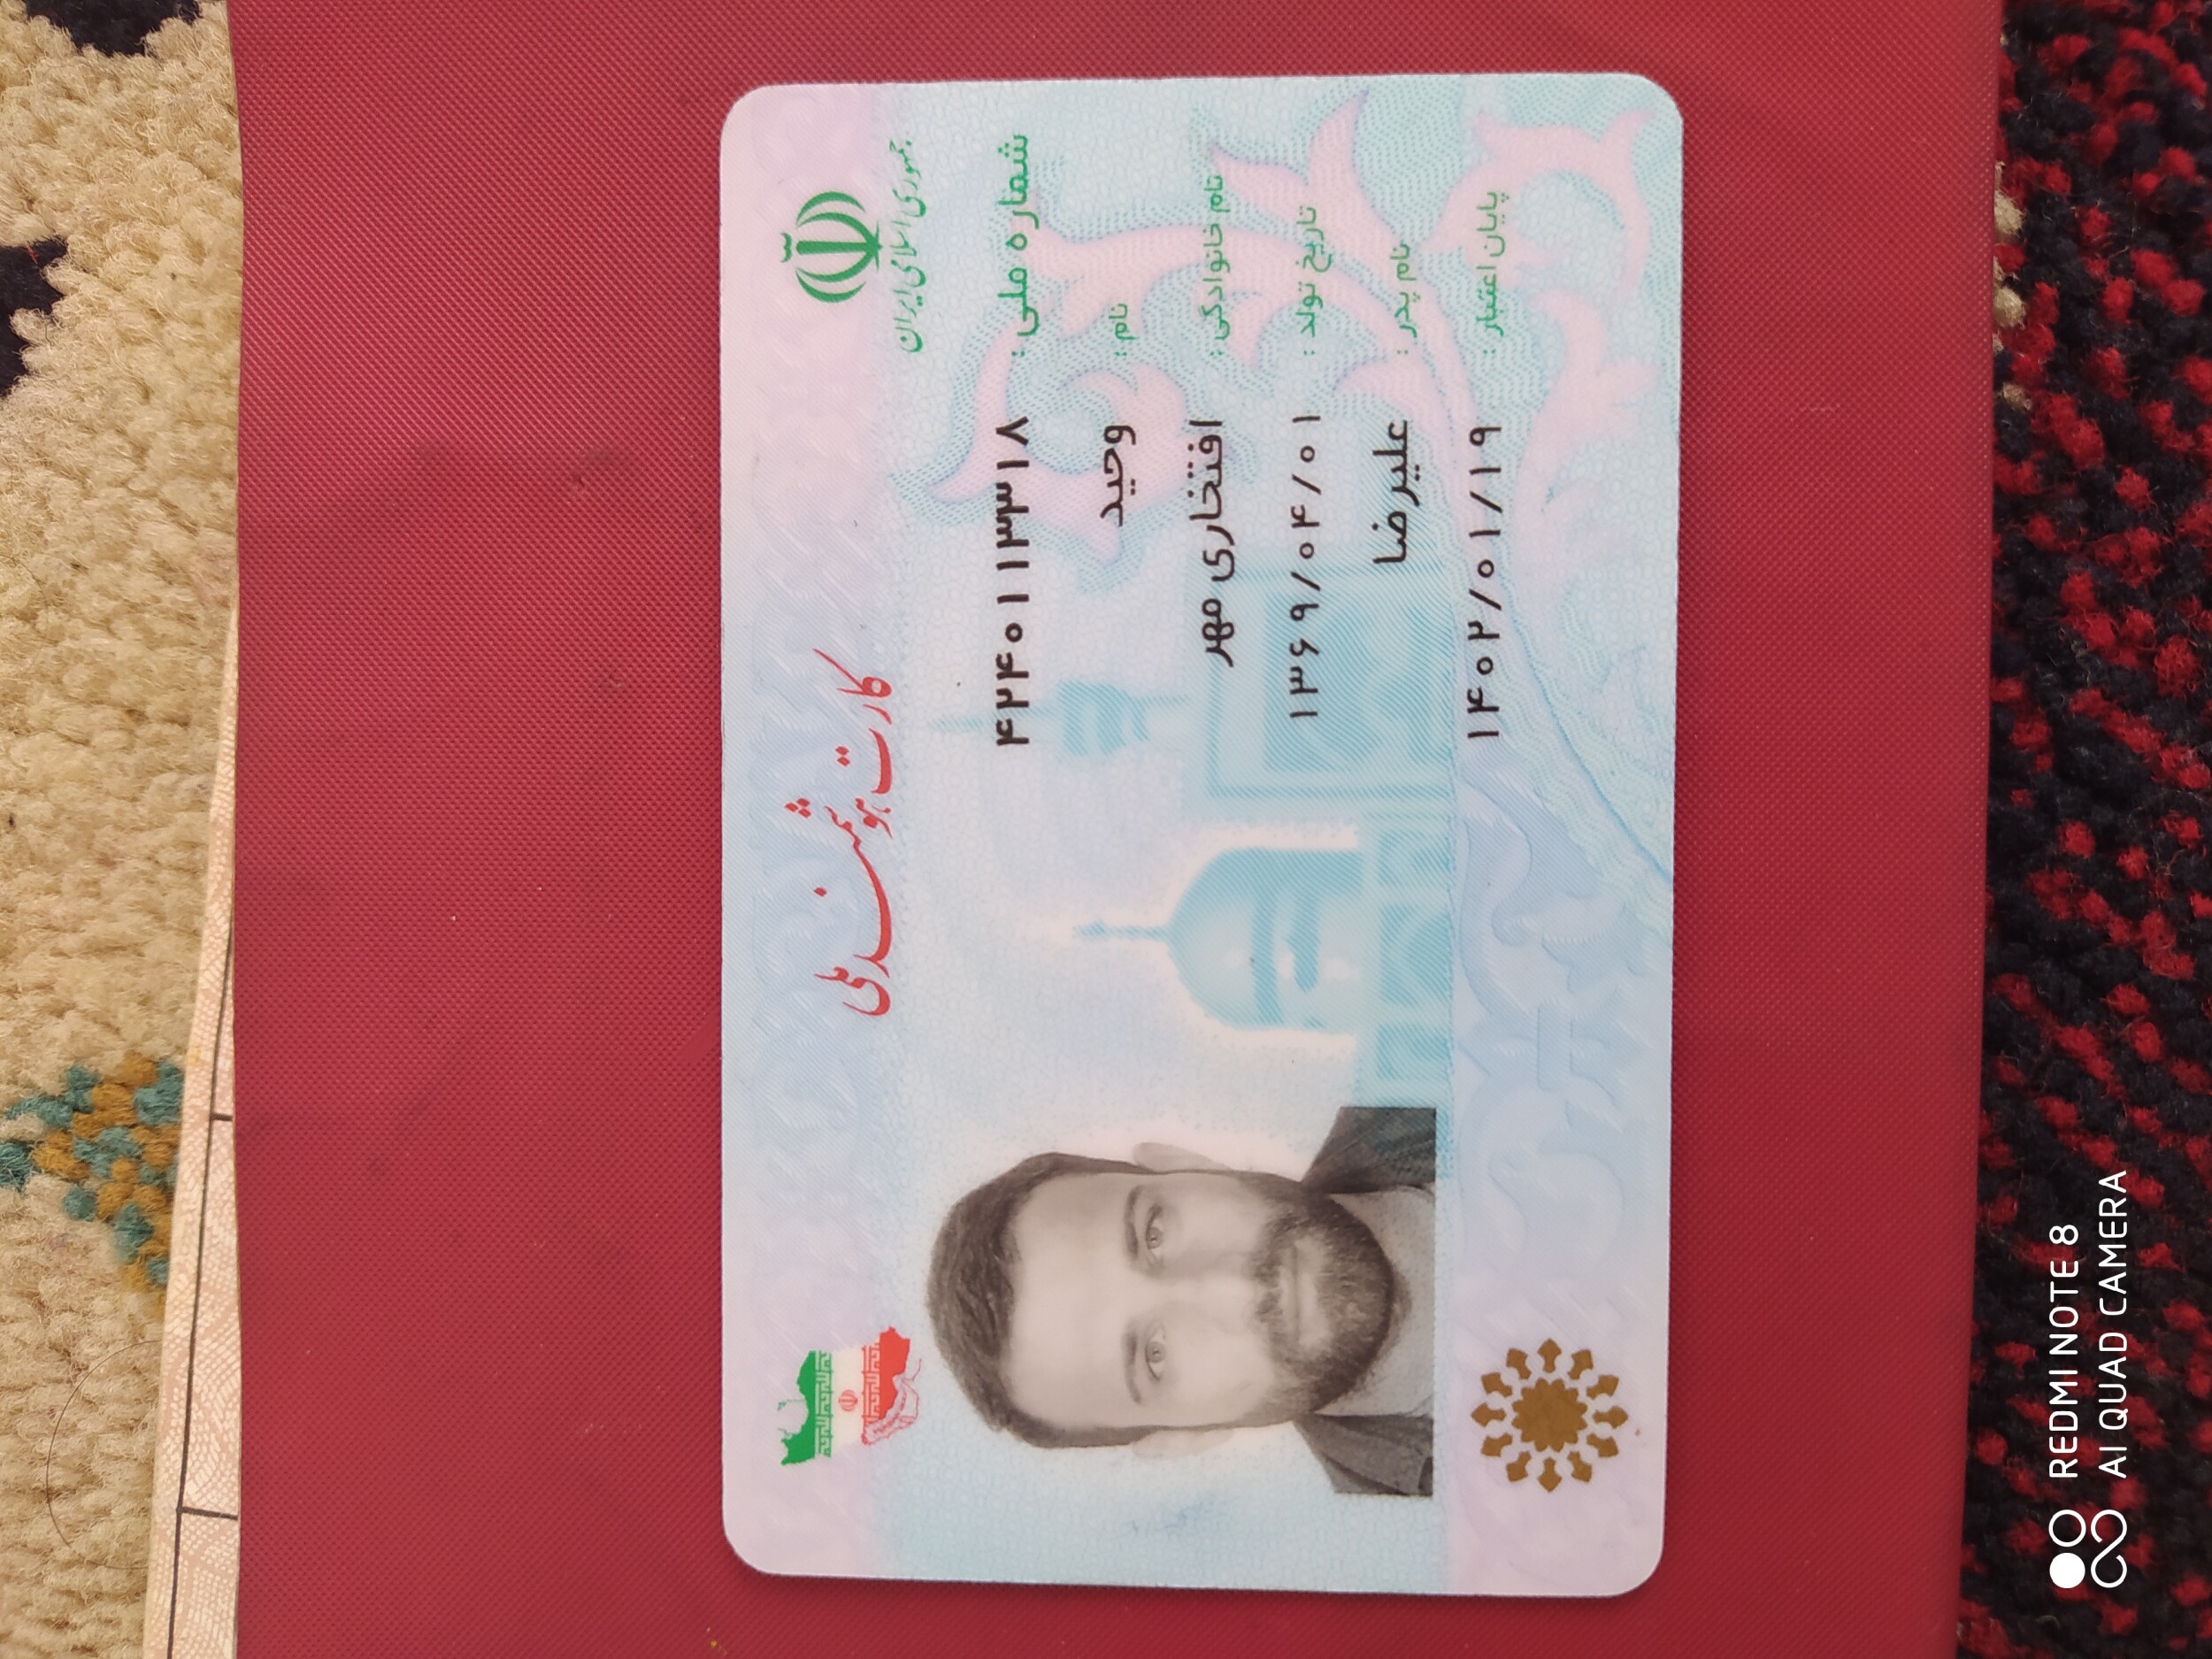 جمهوری اسلامی ایران
کارت هوشمند ملی
شماره ملی : ۴۲۴۰۱۱۳۳۱۸
نام : وحید
نام خانوادگی : افتخاری مهر
تاریخ تولد : ۱۳۶۹/۰۴/۰۱
نام پدر : علیرضا
پایان اعتبار : ۱۴۰۲/۰۱/۱۹
REDMI NOTE 8
AI QUAD CAMERA